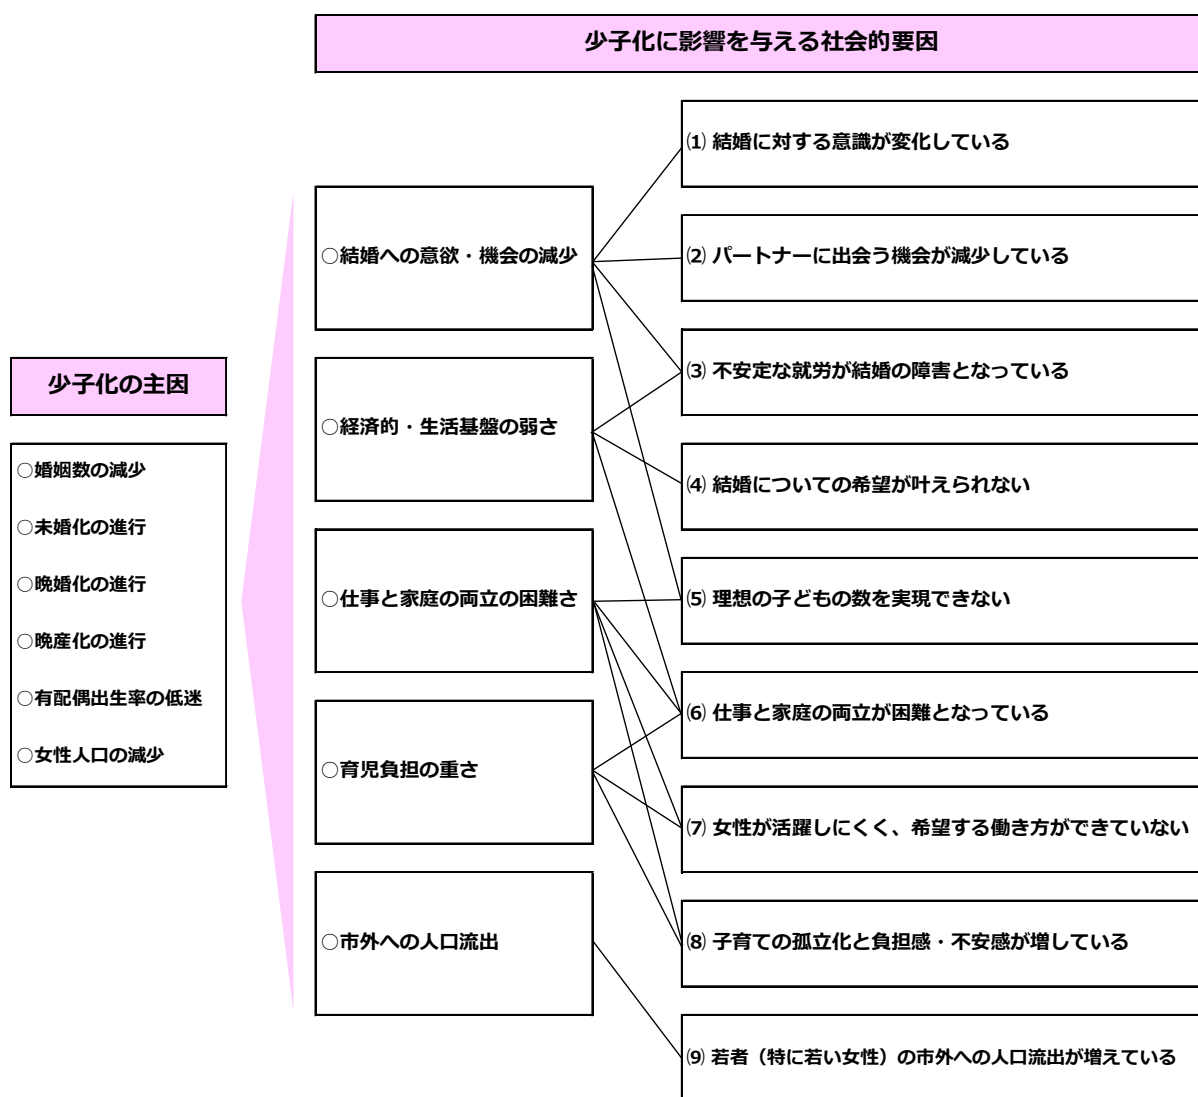 少子化に影響を与える社会的要因
少子化の主因
○婚姻数の減少
○未婚化の進行
○晩婚化の進行
○晩産化の進行
○有配偶出生率の低迷
○女性人口の減少
○結婚への意欲・機会の減少
○経済的・生活基盤の弱さ
○仕事と家庭の両立の困難さ
○育児負担の重さ
○市外への人口流出
⑴ 結婚に対する意識が変化している
⑵ パートナーに出会う機会が減少している
⑶ 不安定な就労が結婚の障害となっている
⑷ 結婚についての希望が叶えられない
⑸ 理想の子どもの数を実現できない
⑹ 仕事と家庭の両立が困難となっている
⑺ 女性が活躍しにくく、希望する働き方ができていない
⑻ 子育ての孤立化と負担感・不安感が増している
⑼ 若者（特に若い女性）の市外への人口流出が増えている